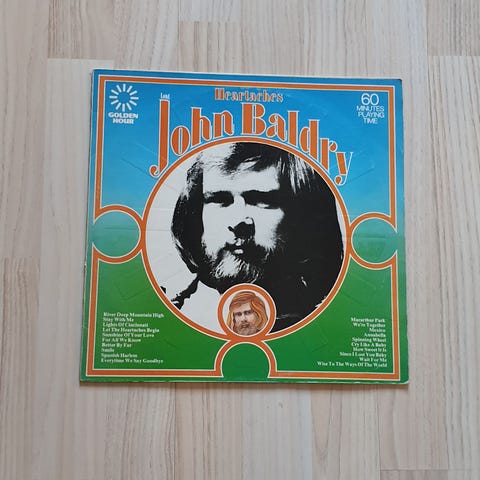 GOLDEN
HOUR
Heartaches
Long
John Baldry
60
MINUTES
PLAYING
TIME
River Deep Mountain High
Stay With Me
Lights Of Cincinati
Let The Heartaches Begin
Sunshine Of Your Love
For All We Know
Better By Far
Smile
Spanish Harlem
Everytime We Say Goodbye
Macarthur Park
We're Together
Mexico
Annabella
Spinning Wheel
Cry Like A Baby
How Sweet It Is
Since I Lost You Baby
Wait For Me
Wise To The Ways Of The World